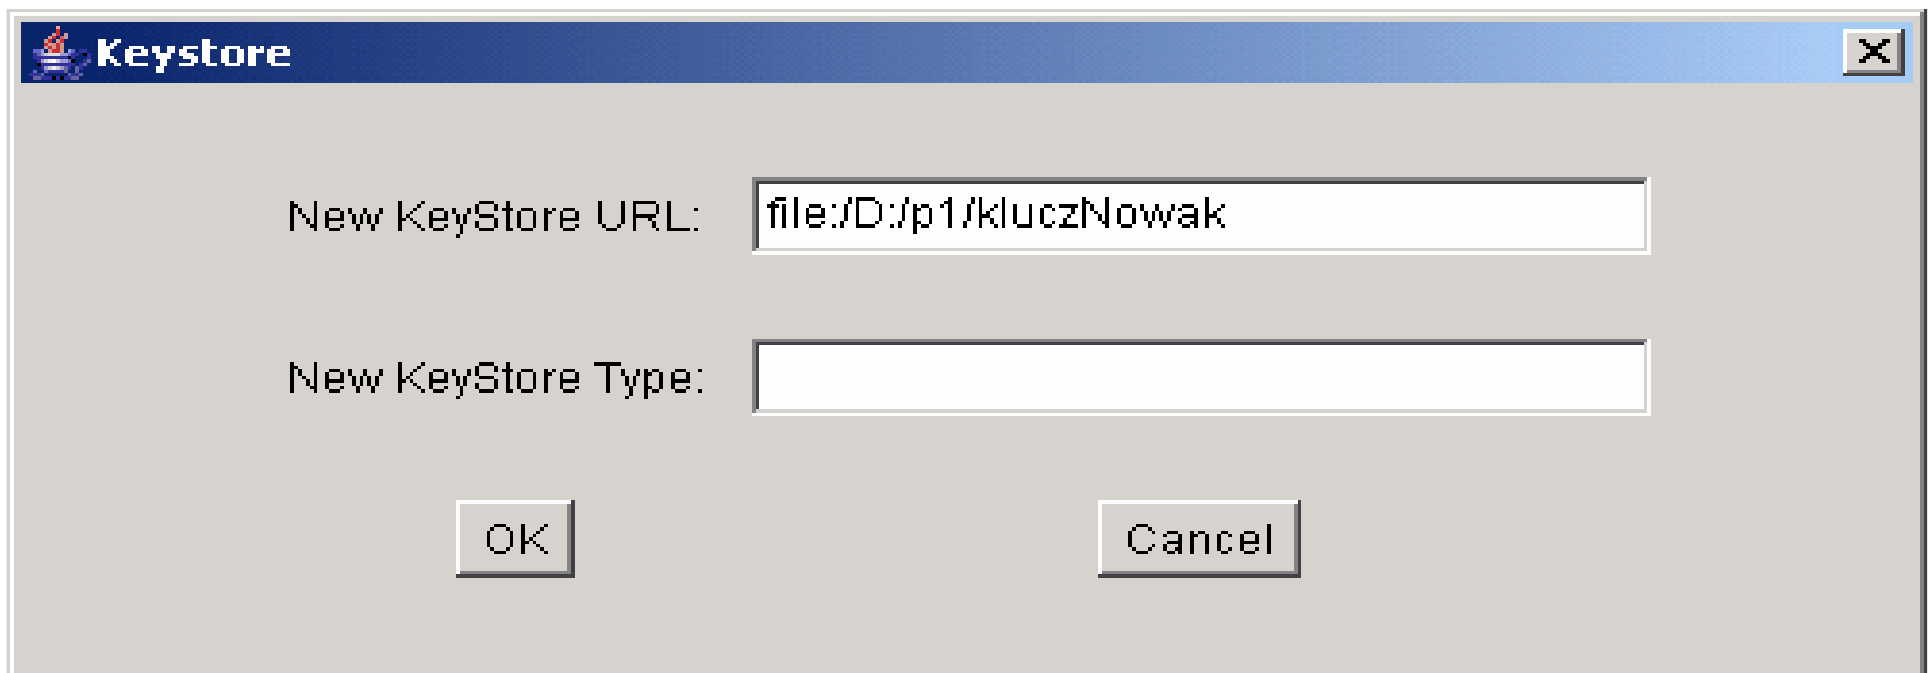 Keystore
New KeyStore URL: file:/D:/p1/kluczNowak
New KeyStore Type:
OK Cancel